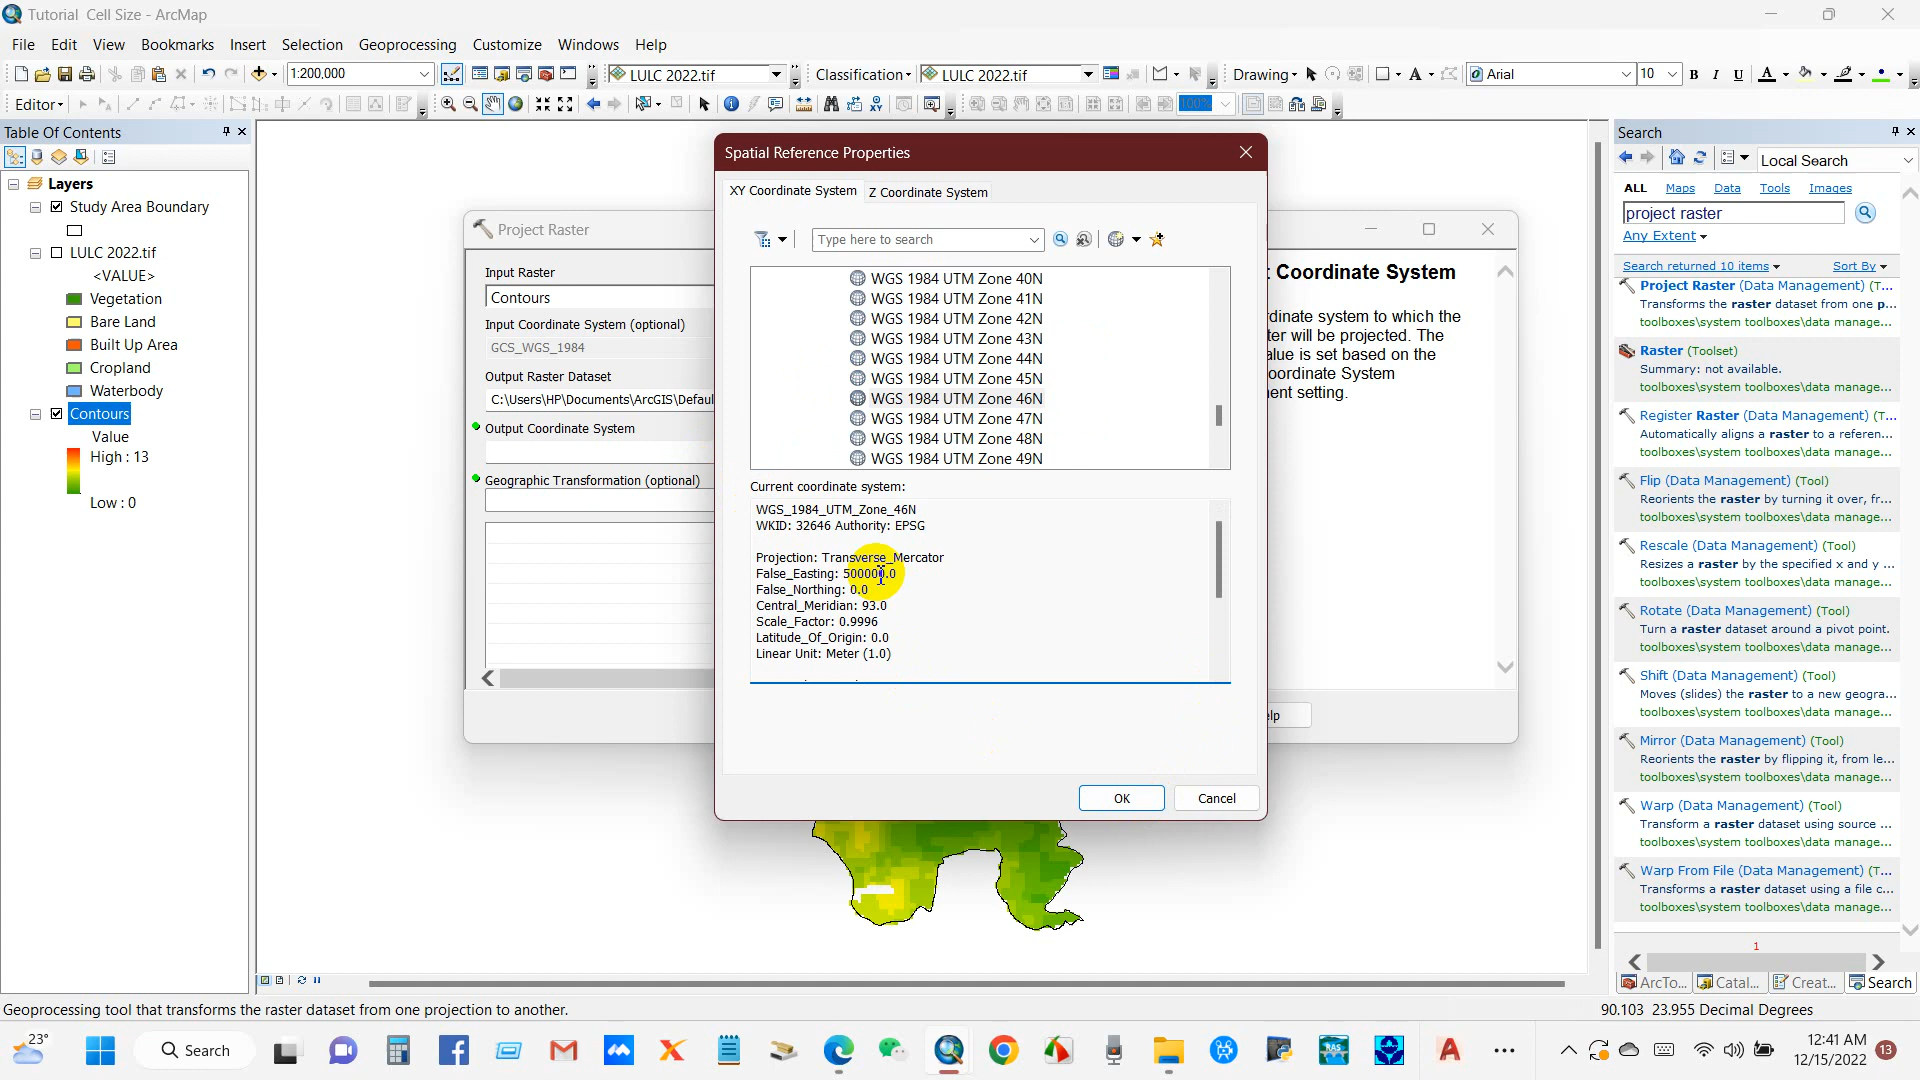 Tutorial Cell Size - ArcMap
File Edit View Bookmarks Insert Selection Geoprocessing Customize Windows Help
1:200,000
LULC 2022.tif
Classification
LULC 2022.tif
Drawing
Arial
10
B I U A
Editor
100%
Table Of Contents
Layers
Study Area Boundary
LULC 2022.tif
<VALUE>
Vegetation
Bare Land
Built Up Area
Cropland
Waterbody
Contours
Value
High : 13
Low : 0
Project Raster
Input Raster
Contours
Input Coordinate System (optional)
GCS_WGS_1984
Output Raster Dataset
C:\Users\HP\Documents\ArcGIS\Defaul
Output Coordinate System
Geographic Transformation (optional)
Spatial Reference Properties
XY Coordinate System
Z Coordinate System
Type here to search
WGS 1984 UTM Zone 40N
WGS 1984 UTM Zone 41N
WGS 1984 UTM Zone 42N
WGS 1984 UTM Zone 43N
WGS 1984 UTM Zone 44N
WGS 1984 UTM Zone 45N
WGS 1984 UTM Zone 46N
WGS 1984 UTM Zone 47N
WGS 1984 UTM Zone 48N
WGS 1984 UTM Zone 49N
Current coordinate system:
WGS_1984_UTM_Zone_46N
WKID: 32646 Authority: EPSG
Projection: Transverse_Mercator
False_Easting: 500000.0
False_Northing: 0.0
Central_Meridian: 93.0
Scale_Factor: 0.9996
Latitude_Of_Origin: 0.0
Linear Unit: Meter (1.0)
OK
Cancel
t Coordinate System
rdinate system to which the
ter will be projected. The
alue is set based on the
oordinate System
ent setting.
elp
Search
Local Search
ALL Maps Data Tools Images
project raster
Any Extent
Search returned 10 items
Sort By
Project Raster (Data Management) (T...
Transforms the raster dataset from one p...
toolboxes\system toolboxes\data manage...
Raster (Toolset)
Summary: not available.
toolboxes\system toolboxes\data manage...
Register Raster (Data Management) (T...
Automatically aligns a raster to a referen...
toolboxes\system toolboxes\data manage...
Flip (Data Management) (Tool)
Reorients the raster by turning it over, fr...
toolboxes\system toolboxes\data manage...
Rescale (Data Management) (Tool)
Resizes a raster by the specified x and y ...
toolboxes\system toolboxes\data manage...
Rotate (Data Management) (Tool)
Turn a raster dataset around a pivot point.
toolboxes\system toolboxes\data manage...
Shift (Data Management) (Tool)
Moves (slides) the raster to a new geogra...
toolboxes\system toolboxes\data manage...
Mirror (Data Management) (Tool)
Reorients the raster by flipping it, from le...
toolboxes\system toolboxes\data manage...
Warp (Data Management) (Tool)
Transform a raster dataset using source ...
toolboxes\system toolboxes\data manage...
Warp From File (Data Management) (T...
Transforms a raster dataset using a file c...
toolboxes\system toolboxes\data manage...
1
ArcTo...
Catal...
Creat...
Search
Geoprocessing tool that transforms the raster dataset from one projection to another.
90.103 23.955 Decimal Degrees
23°
Search
12:41 AM
12/15/2022
13